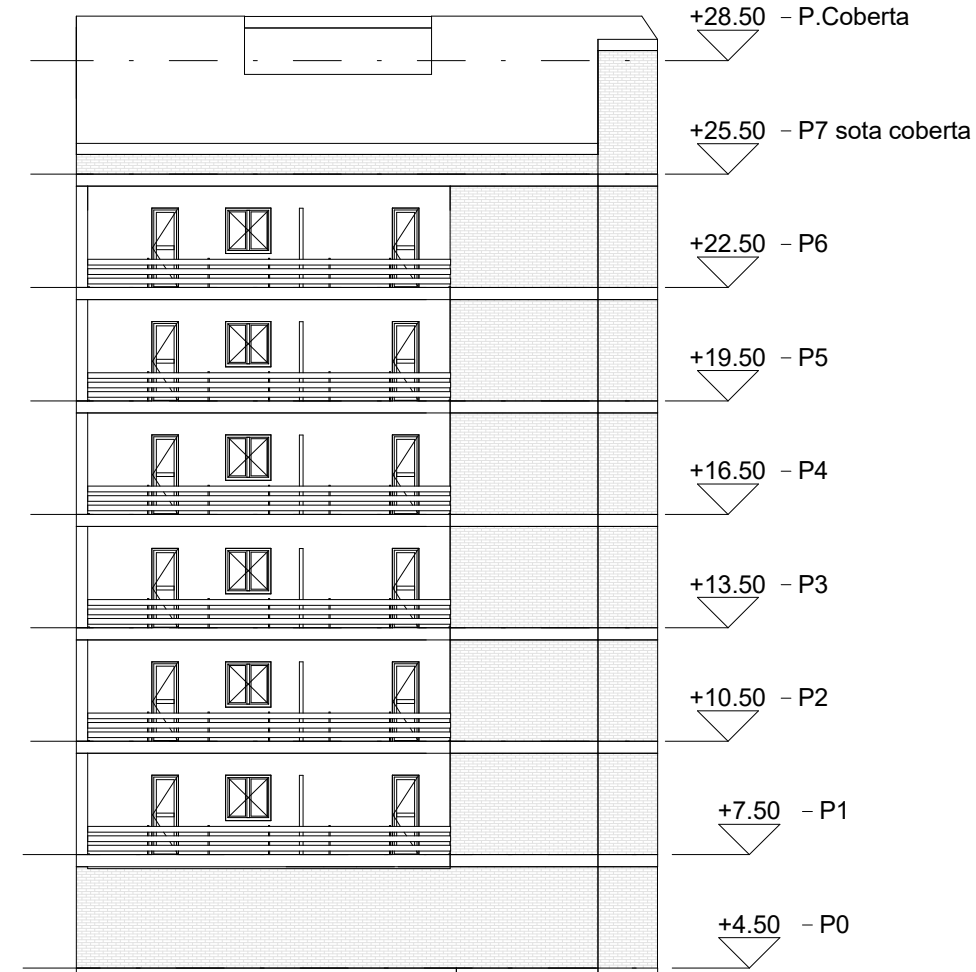 +28.50 – P.Coberta
+25.50 – P7 sota coberta
+22.50 – P6
+19.50 – P5
+16.50 – P4
+13.50 – P3
+10.50 – P2
+7.50 – P1
+4.50 – P0